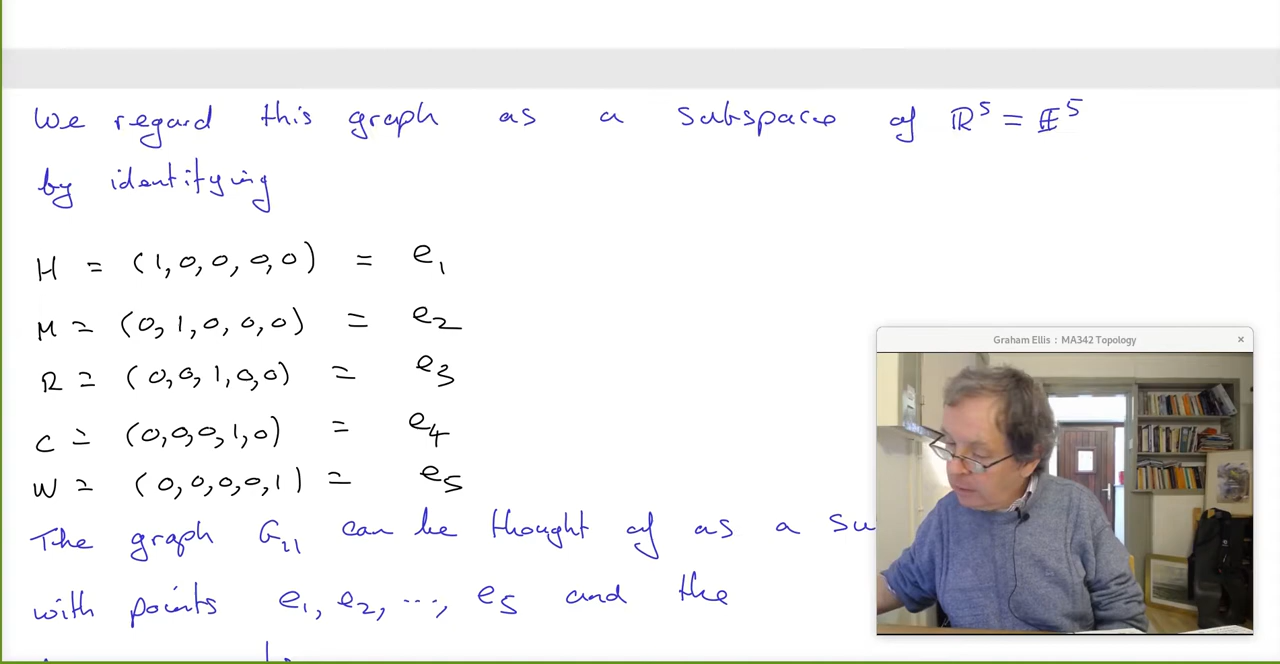 We regard this graph as a subspace of ℝ⁵ = 𝔼⁵
by identifying
H = (1,0,0,0,0) = e₁
M = (0,1,0,0,0) = e₂
R = (0,0,1,0,0) = e₃
C = (0,0,0,1,0) = e₄
W = (0,0,0,0,1) = e₅
Graham Ellis : MA342 Topology
The graph G₂₁ can be thought of as a su
with points e₁, e₂, ..., e₅ and the